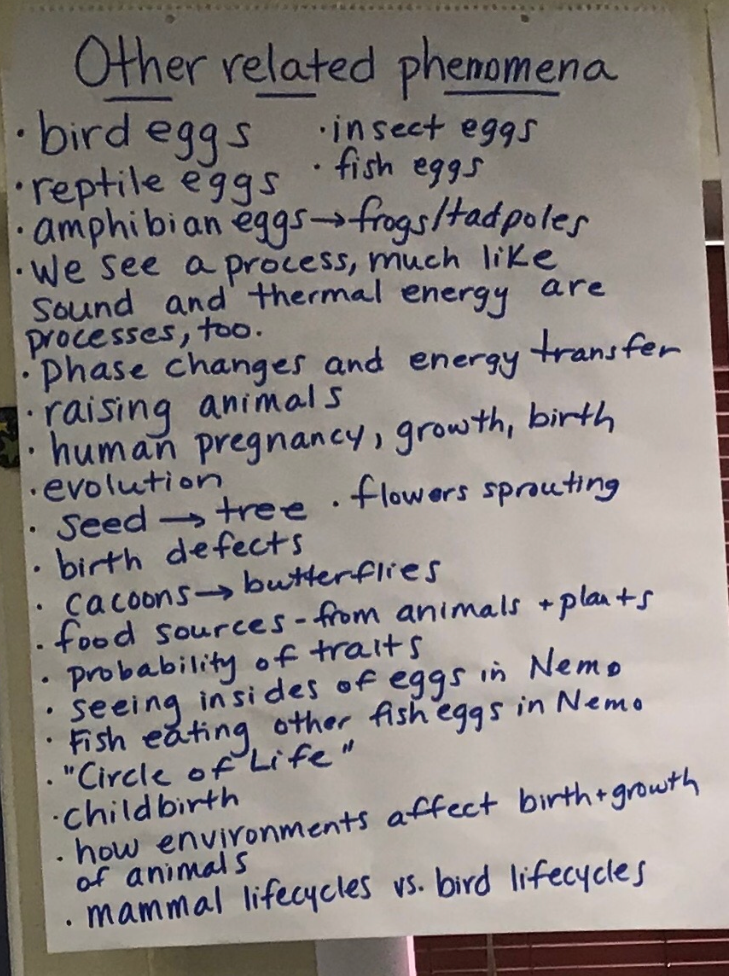 Other related phenomena
• bird eggs • insect eggs
• reptile eggs • fish eggs
• amphibian eggs→frogs/tadpoles
• We see a process, much like
sound and thermal energy are
processes, too.
• Phase changes and energy transfer
• raising animals
• human pregnancy, growth, birth
• evolution
• seed → tree • flowers sprouting
• birth defects
• cacoons→butterflies
• food sources - from animals + plants
• probability of traits
• seeing insides of eggs in Nemo
• Fish eating other fish eggs in Nemo
• "Circle of Life"
• childbirth
• how environments affect birth + growth
of animals
• mammal lifecycles vs. bird lifecycles